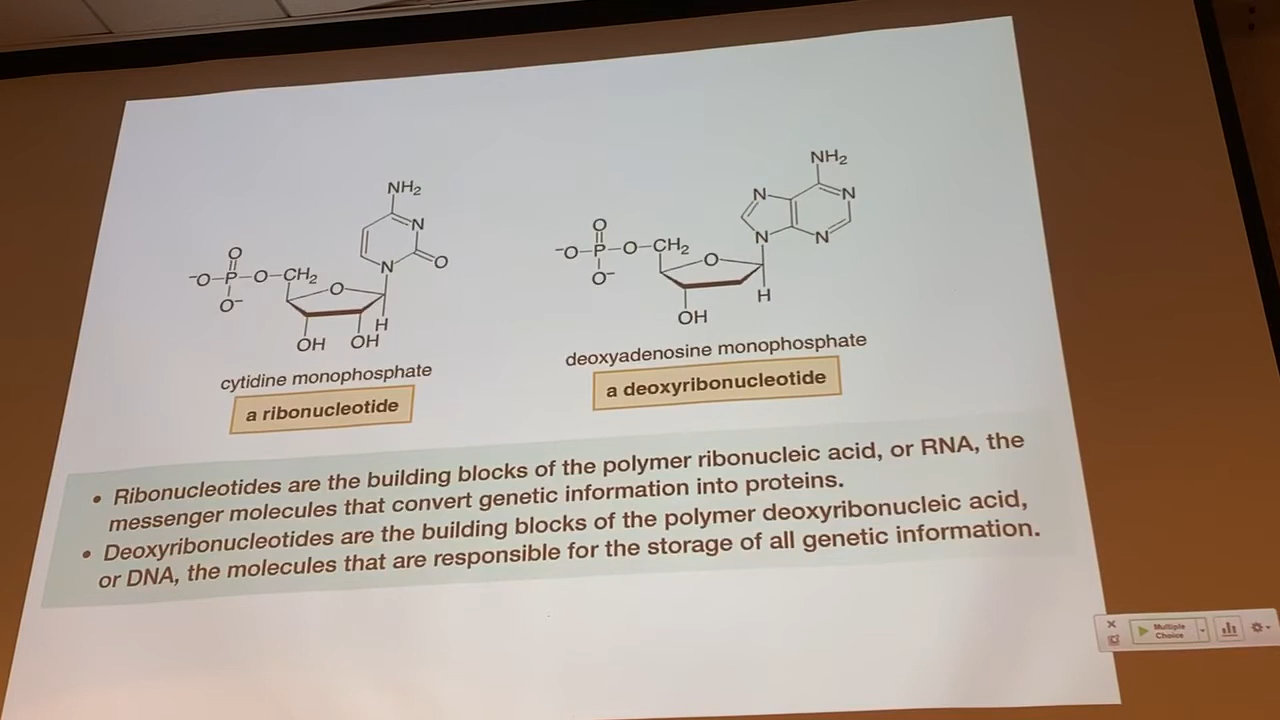 NH2
N
N
O
O
⁻O-P-O-CH2
O⁻
O
H
OH OH
cytidine monophosphate
a ribonucleotide
NH2
N
N
N
N
O
⁻O-P-O-CH2
O⁻
O
H
OH
deoxyadenosine monophosphate
a deoxyribonucleotide
• Ribonucleotides are the building blocks of the polymer ribonucleic acid, or RNA, the
messenger molecules that convert genetic information into proteins.
• Deoxyribonucleotides are the building blocks of the polymer deoxyribonucleic acid,
or DNA, the molecules that are responsible for the storage of all genetic information.
Multiple
Choice